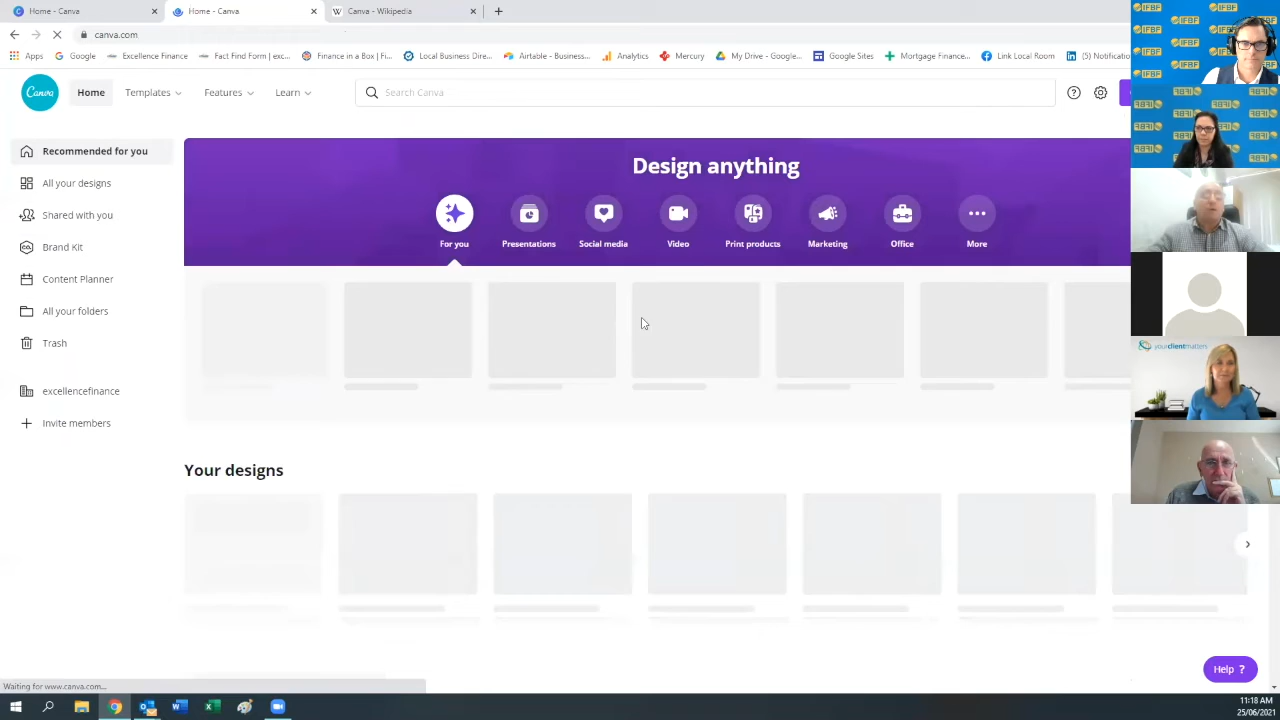 Home - Canva
Home - Canva
Canva - Wikipedia
canva.com
Apps
Google
Excellence Finance
Fact Find Form | exc...
Finance in a Box | Fi...
Local Business Dire...
Airtable - Business...
Analytics
Mercury
My Drive - Google...
Google Sites
Mortgage Finance...
Link Local Room
(5) Notificatio
Canva
Home
Templates
Features
Learn
Search Canva
Recommended for you
All your designs
Shared with you
Brand Kit
Content Planner
All your folders
Trash
excellencefinance
Invite members
Design anything
For you
Presentations
Social media
Video
Print products
Marketing
Office
More
Your designs
IFBF
yourclientmatters
Help ?
Waiting for www.canva.com...
11:18 AM
25/06/2021